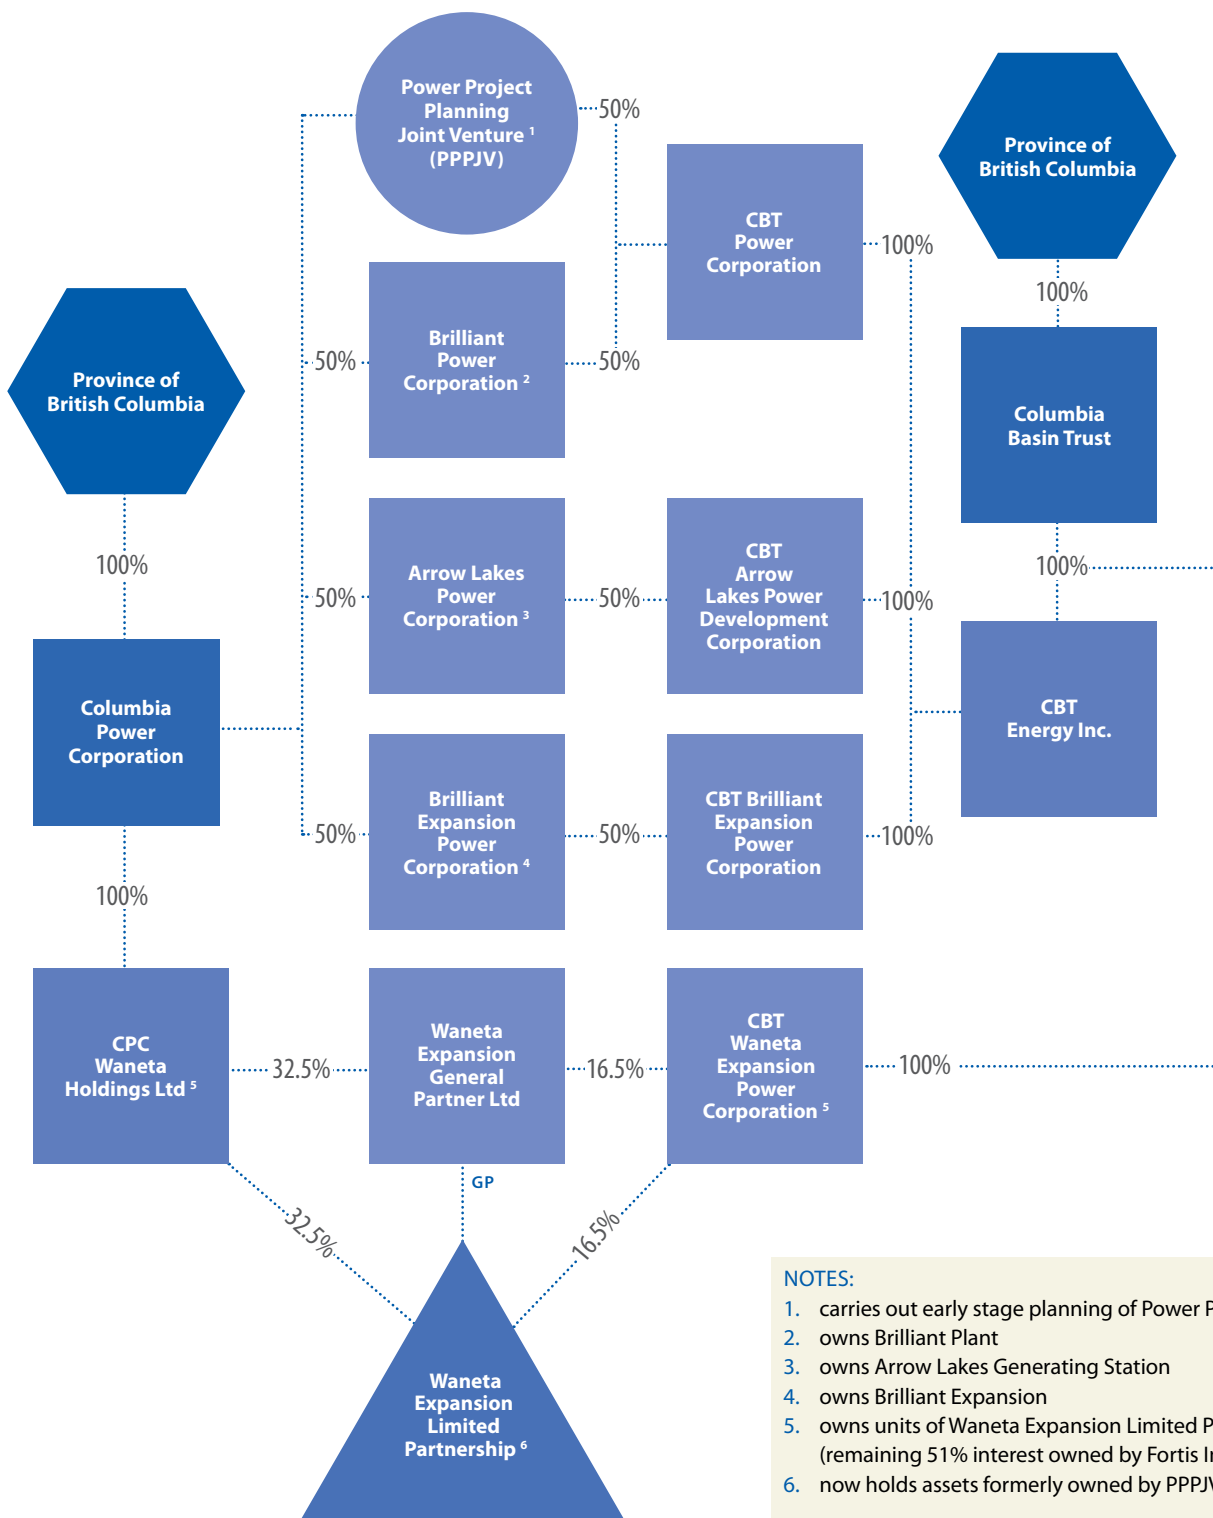 Power Project
Planning
Joint Venture 1
(PPPJV)
50%
CBT
Power
Corporation
100%
Province of
British Columbia
100%
Province of
British Columbia
50%
Brilliant
Power
Corporation 2
50%
Columbia
Basin Trust
100%
100%
50%
Arrow Lakes
Power
Corporation 3
50%
CBT
Arrow
Lakes Power
Development
Corporation
100%
Columbia
Power
Corporation
CBT
Energy Inc.
50%
Brilliant
Expansion
Power
Corporation 4
50%
CBT Brilliant
Expansion
Power
Corporation
100%
100%
CPC
Waneta
Holdings Ltd 5
32.5%
Waneta
Expansion
General
Partner Ltd
16.5%
CBT
Waneta
Expansion
Power
Corporation 5
100%
GP
32.5%
16.5%
Waneta
Expansion
Limited
Partnership 6
NOTES:
1. carries out early stage planning of Power P
2. owns Brilliant Plant
3. owns Arrow Lakes Generating Station
4. owns Brilliant Expansion
5. owns units of Waneta Expansion Limited P
(remaining 51% interest owned by Fortis In
6. now holds assets formerly owned by PPPJV